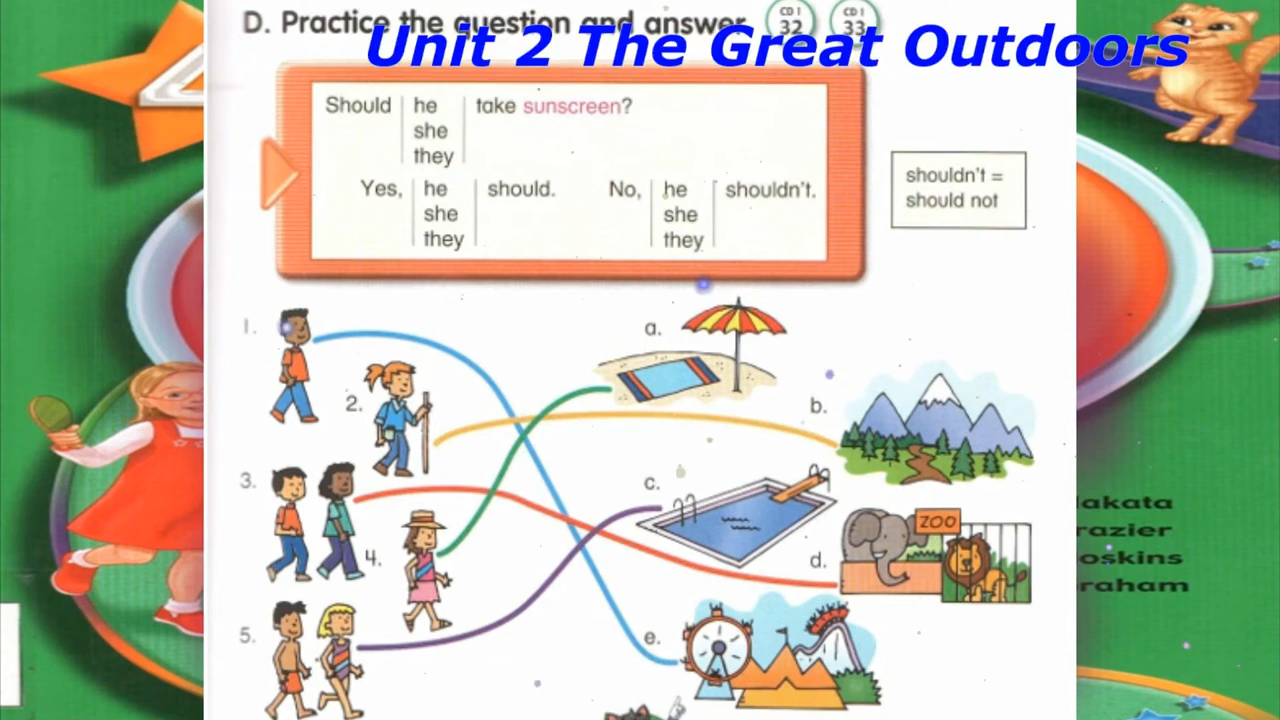 D. Practice the question and answer.
CD 1
32
CD 1
33
Unit 2 The Great Outdoors
Should he take sunscreen?
she
they
Yes, he should. No, he shouldn't.
she she
they they
shouldn't =
should not
1.
a.
2.
b.
3.
c.
ZOO
4.
d.
5.
e.
oskins
raham